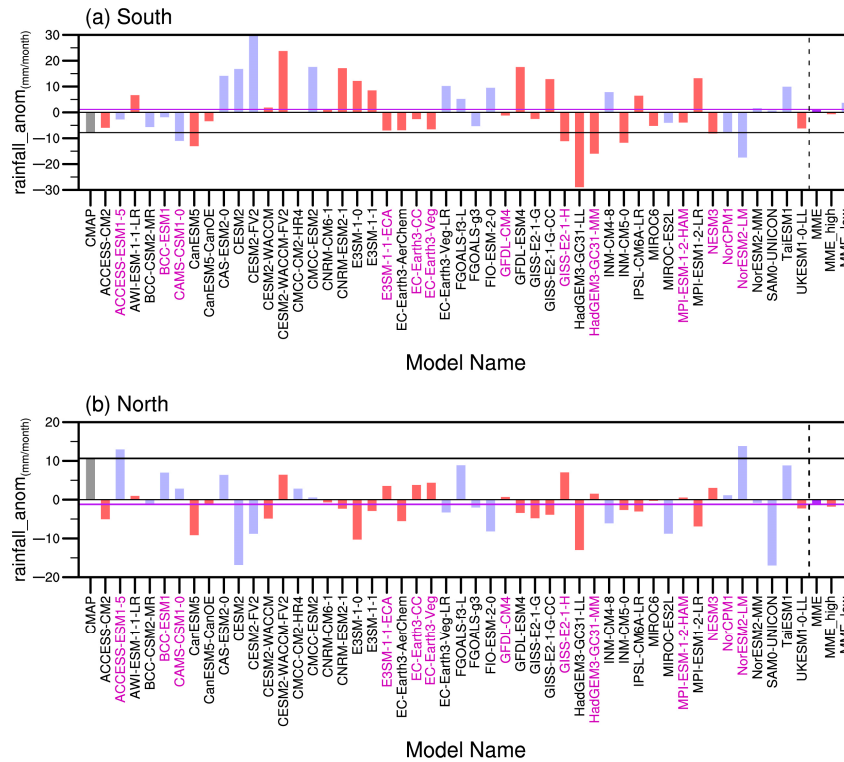 (a) South
rainfall_anom(mm/month)
30
20
10
0
−10
−20
−30
CMAP
ACCESS-CM2
ACCESS-ESM1-5
AWI-ESM-1-1-LR
BCC-CSM2-MR
BCC-ESM1
CAMS-CSM1-0
CanESM5
CanESM5-CanOE
CAS-ESM2-0
CESM2
CESM2-FV2
CESM2-WACCM
CESM2-WACCM-FV2
CMCC-CM2-HR4
CMCC-ESM2
CNRM-CM6-1
CNRM-ESM2-1
E3SM-1-0
E3SM-1-1
E3SM-1-1-ECA
EC-Earth3-AerChem
EC-Earth3-CC
EC-Earth3-Veg
EC-Earth3-Veg-LR
FGOALS-f3-L
FGOALS-g3
FIO-ESM-2-0
GFDL-CM4
GFDL-ESM4
GISS-E2-1-G
GISS-E2-1-G-CC
GISS-E2-1-H
HadGEM3-GC31-LL
HadGEM3-GC31-MM
INM-CM4-8
INM-CM5-0
IPSL-CM6A-LR
MIROC6
MIROC-ES2L
MPI-ESM-1-2-HAM
MPI-ESM1-2-LR
NESM3
NorCPM1
NorESM2-LM
NorESM2-MM
SAM0-UNICON
TaiESM1
UKESM1-0-LL
MME
MME_high
MME_low
Model Name
(b) North
rainfall_anom(mm/month)
20
10
0
−10
−20
CMAP
ACCESS-CM2
ACCESS-ESM1-5
AWI-ESM-1-1-LR
BCC-CSM2-MR
BCC-ESM1
CAMS-CSM1-0
CanESM5
CanESM5-CanOE
CAS-ESM2-0
CESM2
CESM2-FV2
CESM2-WACCM
CESM2-WACCM-FV2
CMCC-CM2-HR4
CMCC-ESM2
CNRM-CM6-1
CNRM-ESM2-1
E3SM-1-0
E3SM-1-1
E3SM-1-1-ECA
EC-Earth3-AerChem
EC-Earth3-CC
EC-Earth3-Veg
EC-Earth3-Veg-LR
FGOALS-f3-L
FGOALS-g3
FIO-ESM-2-0
GFDL-CM4
GFDL-ESM4
GISS-E2-1-G
GISS-E2-1-G-CC
GISS-E2-1-H
HadGEM3-GC31-LL
HadGEM3-GC31-MM
INM-CM4-8
INM-CM5-0
IPSL-CM6A-LR
MIROC6
MIROC-ES2L
MPI-ESM-1-2-HAM
MPI-ESM1-2-LR
NESM3
NorCPM1
NorESM2-LM
NorESM2-MM
SAM0-UNICON
TaiESM1
UKESM1-0-LL
MME
MME_high
MME_low
Model Name